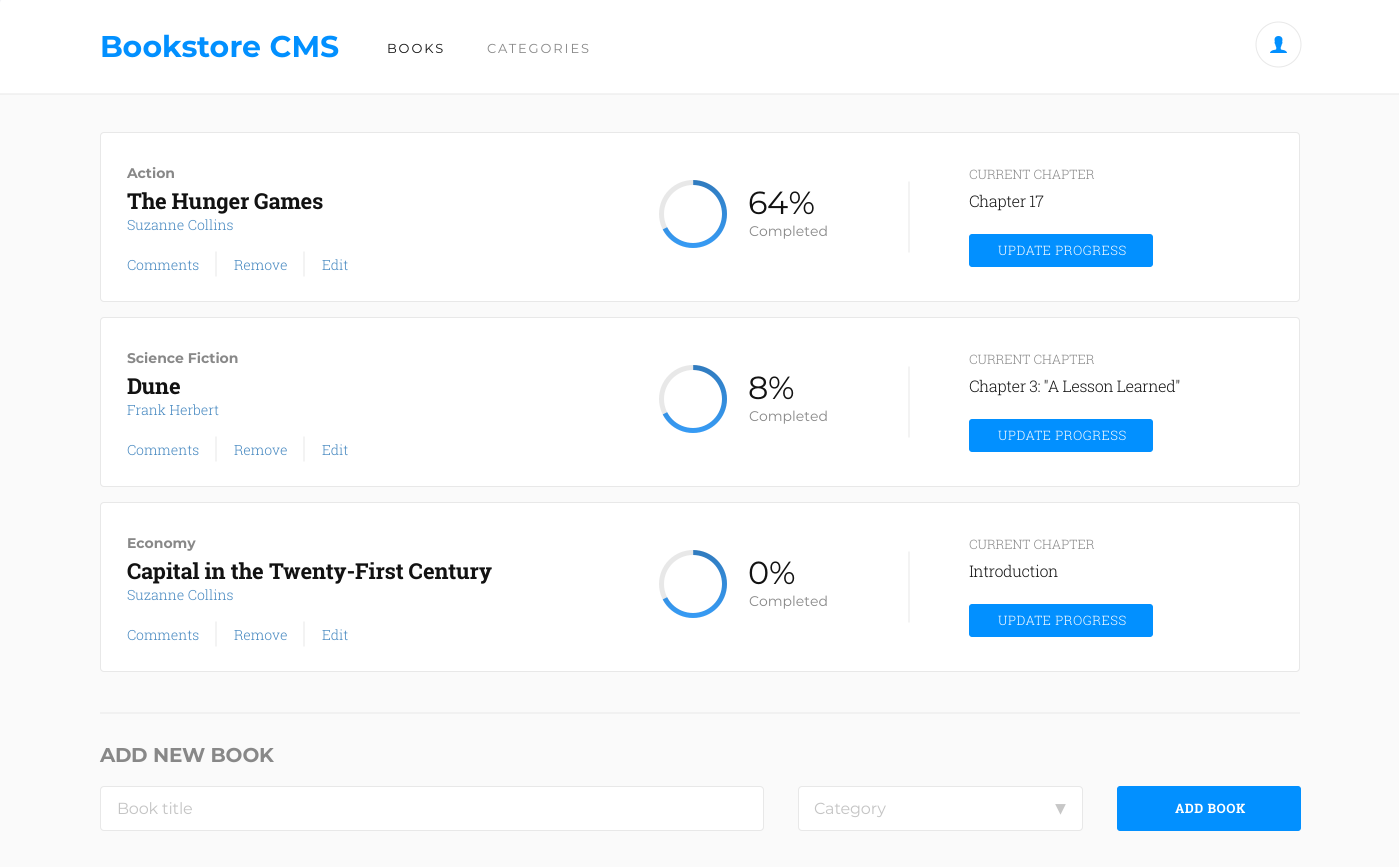 Bookstore CMS
BOOKS
CATEGORIES
Action
The Hunger Games
Suzanne Collins
Comments
Remove
Edit
64%
Completed
CURRENT CHAPTER
Chapter 17
UPDATE PROGRESS
Science Fiction
Dune
Frank Herbert
Comments
Remove
Edit
8%
Completed
CURRENT CHAPTER
Chapter 3: "A Lesson Learned"
UPDATE PROGRESS
Economy
Capital in the Twenty-First Century
Suzanne Collins
Comments
Remove
Edit
0%
Completed
CURRENT CHAPTER
Introduction
UPDATE PROGRESS
ADD NEW BOOK
Book title
Category
ADD BOOK